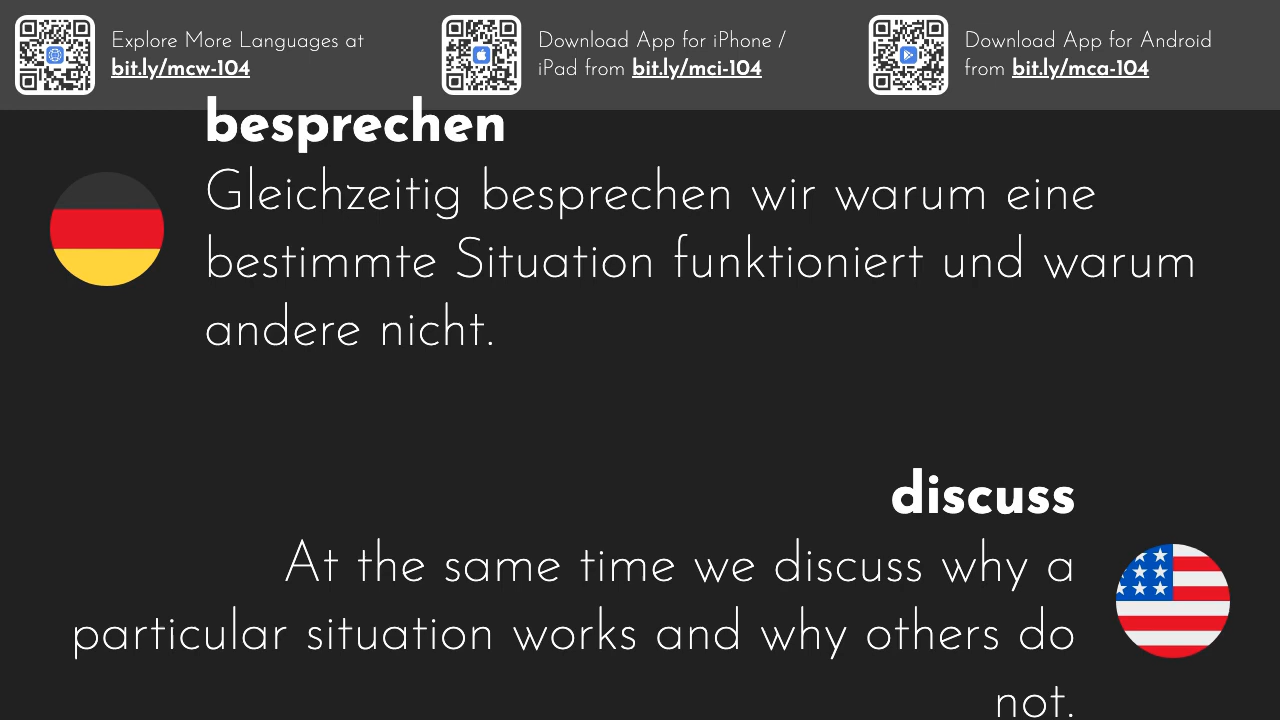 Explore More Languages at
bit.ly/mcw-104
Download App for iPhone /
iPad from bit.ly/mci-104
Download App for Android
from bit.ly/mca-104
besprechen
Gleichzeitig besprechen wir warum eine
bestimmte Situation funktioniert und warum
andere nicht.
discuss
At the same time we discuss why a
particular situation works and why others do
not.